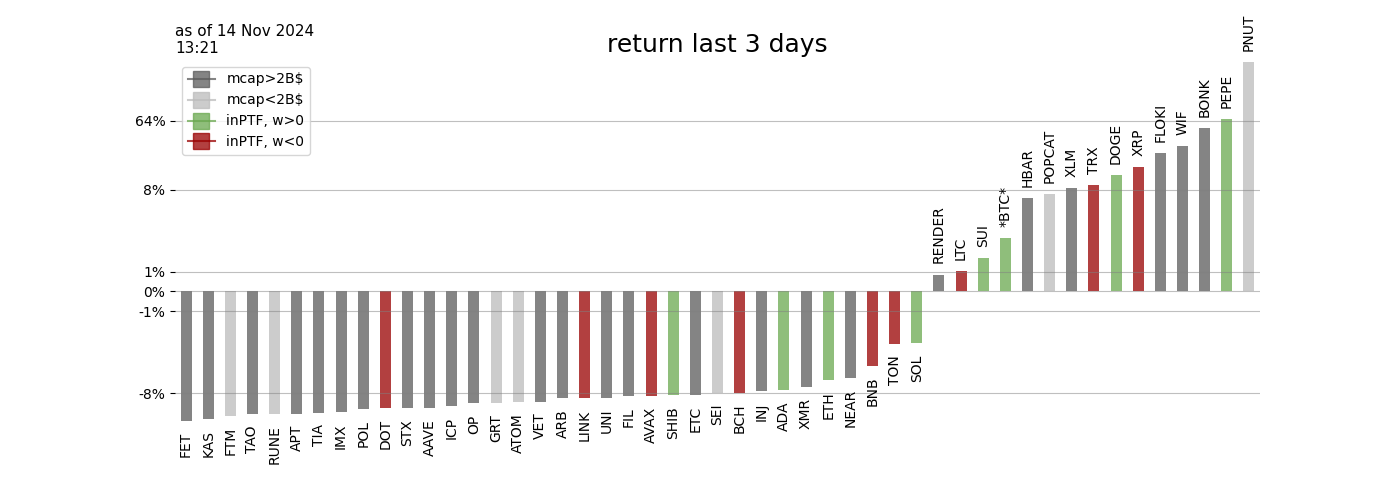 as of 14 Nov 2024
13:21
return last 3 days
mcap>2B$
mcap<2B$
inPTF, w>0
inPTF, w<0
64%
8%
1%
0%
-1%
-8%
FET
KAS
FTM
TAO
RUNE
APT
TIA
IMX
POL
DOT
STX
AAVE
ICP
OP
GRT
ATOM
VET
ARB
LINK
UNI
FIL
AVAX
SHIB
ETC
SEI
BCH
INJ
ADA
XMR
ETH
NEAR
BNB
TON
SOL
RENDER
LTC
SUI
*BTC*
HBAR
POPCAT
XLM
TRX
DOGE
XRP
FLOKI
WIF
BONK
PEPE
PNUT